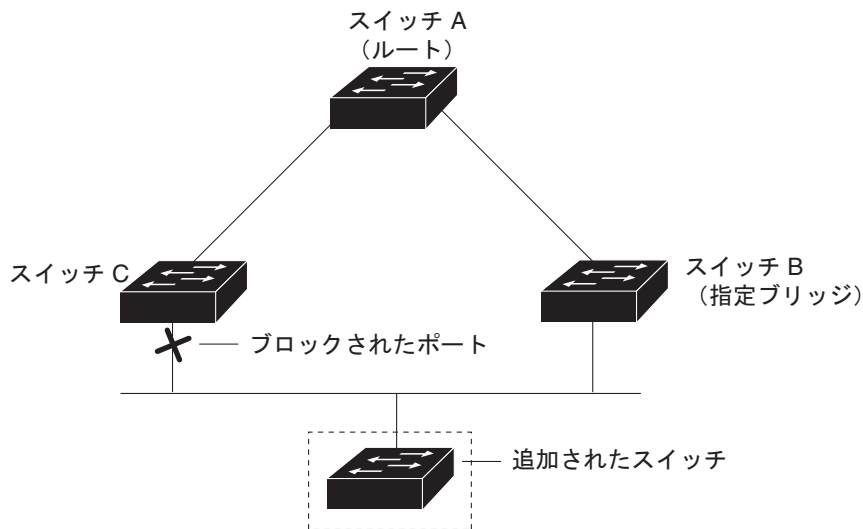 スイッチ A
（ルート）
スイッチ C
スイッチ B
（指定ブリッジ）
ブロックされたポート
追加されたスイッチ